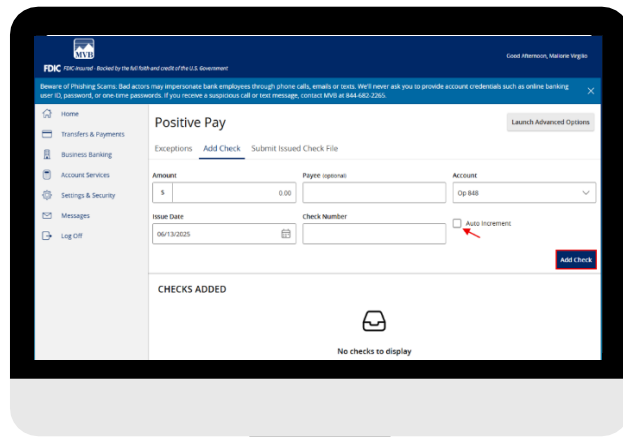 MVB
FDIC FDIC-Insured - Backed by the full faith and credit of the U.S. Government
Good Afternoon, Mallorie Virgilio
Beware of Phishing Scams. Bad actors may impersonate bank employees through phone calls, emails or texts. We'll never ask you to provide account credentials such as online banking
user ID, password, or one-time passwords. If you receive a suspicious call or text message, contact MVB at 844-682-2265.
Home
Transfers & Payments
Business Banking
Account Services
Settings & Security
Messages
Log Off
Positive Pay
Launch Advanced Options
Exceptions Add Check Submit Issued Check File
Amount
$ 0.00
Payee (optional)
Account
Op 848
Issue Date
06/13/2025
Check Number
Auto Increment
Add Check
CHECKS ADDED
No checks to display